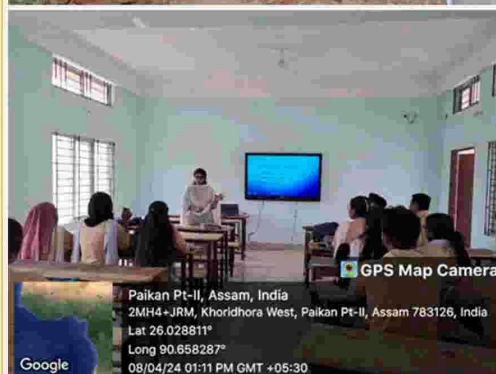 GPS Map Camera
Paikan Pt-II, Assam, India
2MH4+JRM, Khoridhora West, Paikan Pt-II, Assam 783126, India
Lat 26.028811°
Long 90.658287°
08/04/24 01:11 PM GMT +05:30
Google